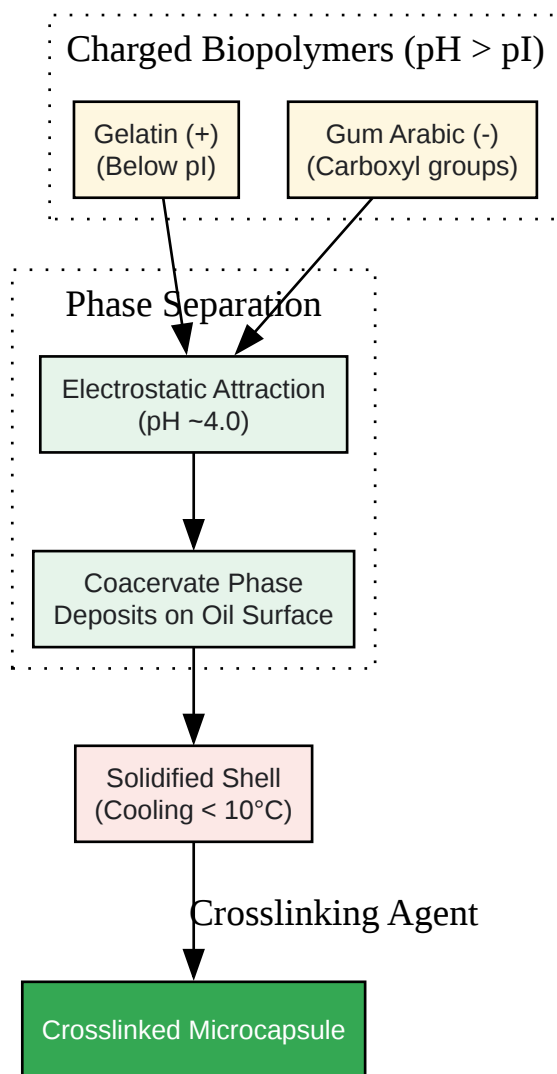 Charged Biopolymers (pH > pI)
Gelatin (+)
(Below pI)
Gum Arabic (-)
(Carboxyl groups)
Phase Separation
Electrostatic Attraction
(pH ~4.0)
Coacervate Phase
Deposits on Oil Surface
Solidified Shell
(Cooling < 10°C)
Crosslinking Agent
Crosslinked Microcapsule